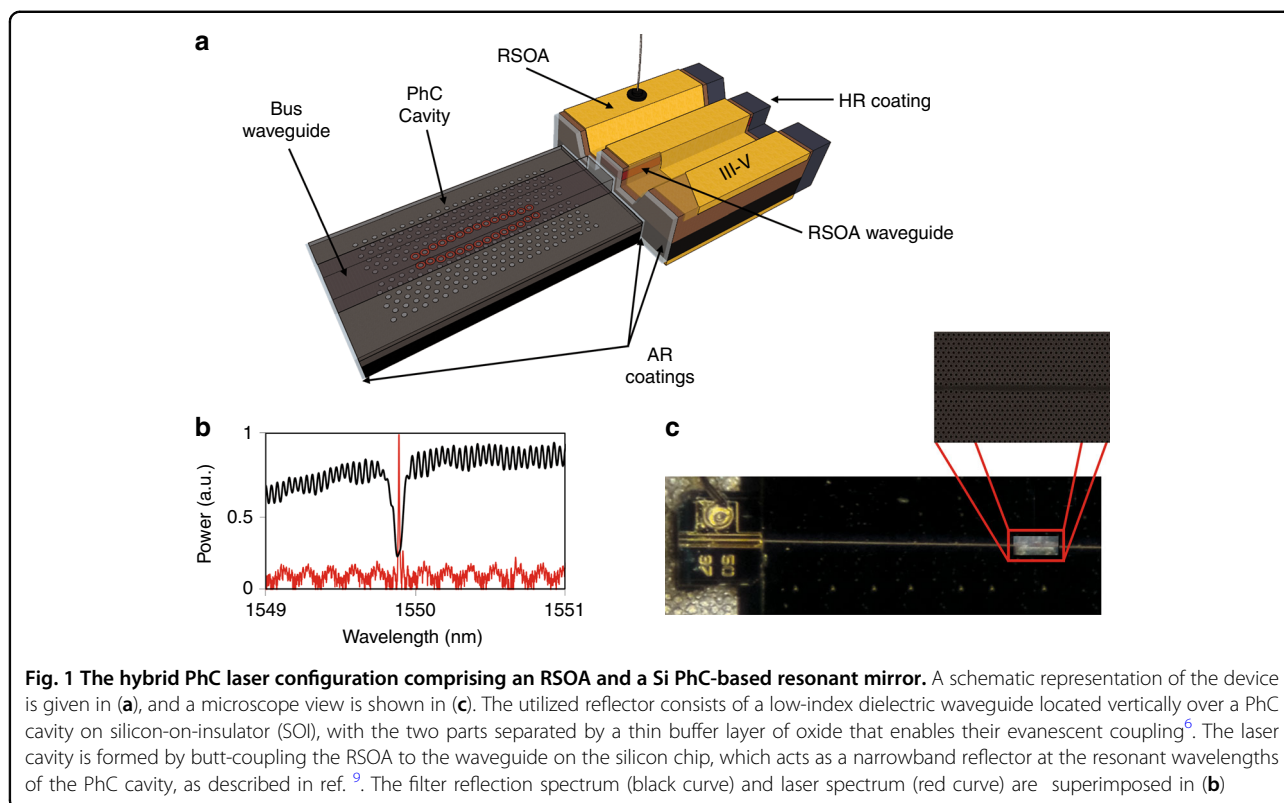 a
RSOA
PhC
Cavity
Bus
waveguide
HR coating
III-V
RSOA waveguide
AR
coatings
b
1
0.5
0
Power (a.u.)
1549
1550
1551
Wavelength (nm)
c
50
97
Fig. 1 The hybrid PhC laser configuration comprising an RSOA and a Si PhC-based resonant mirror. A schematic representation of the device
is given in (a), and a microscope view is shown in (c). The utilized reflector consists of a low-index dielectric waveguide located vertically over a PhC
cavity on silicon-on-insulator (SOI), with the two parts separated by a thin buffer layer of oxide that enables their evanescent coupling6. The laser
cavity is formed by butt-coupling the RSOA to the waveguide on the silicon chip, which acts as a narrowband reflector at the resonant wavelengths
of the PhC cavity, as described in ref. 9. The filter reflection spectrum (black curve) and laser spectrum (red curve) are superimposed in (b)